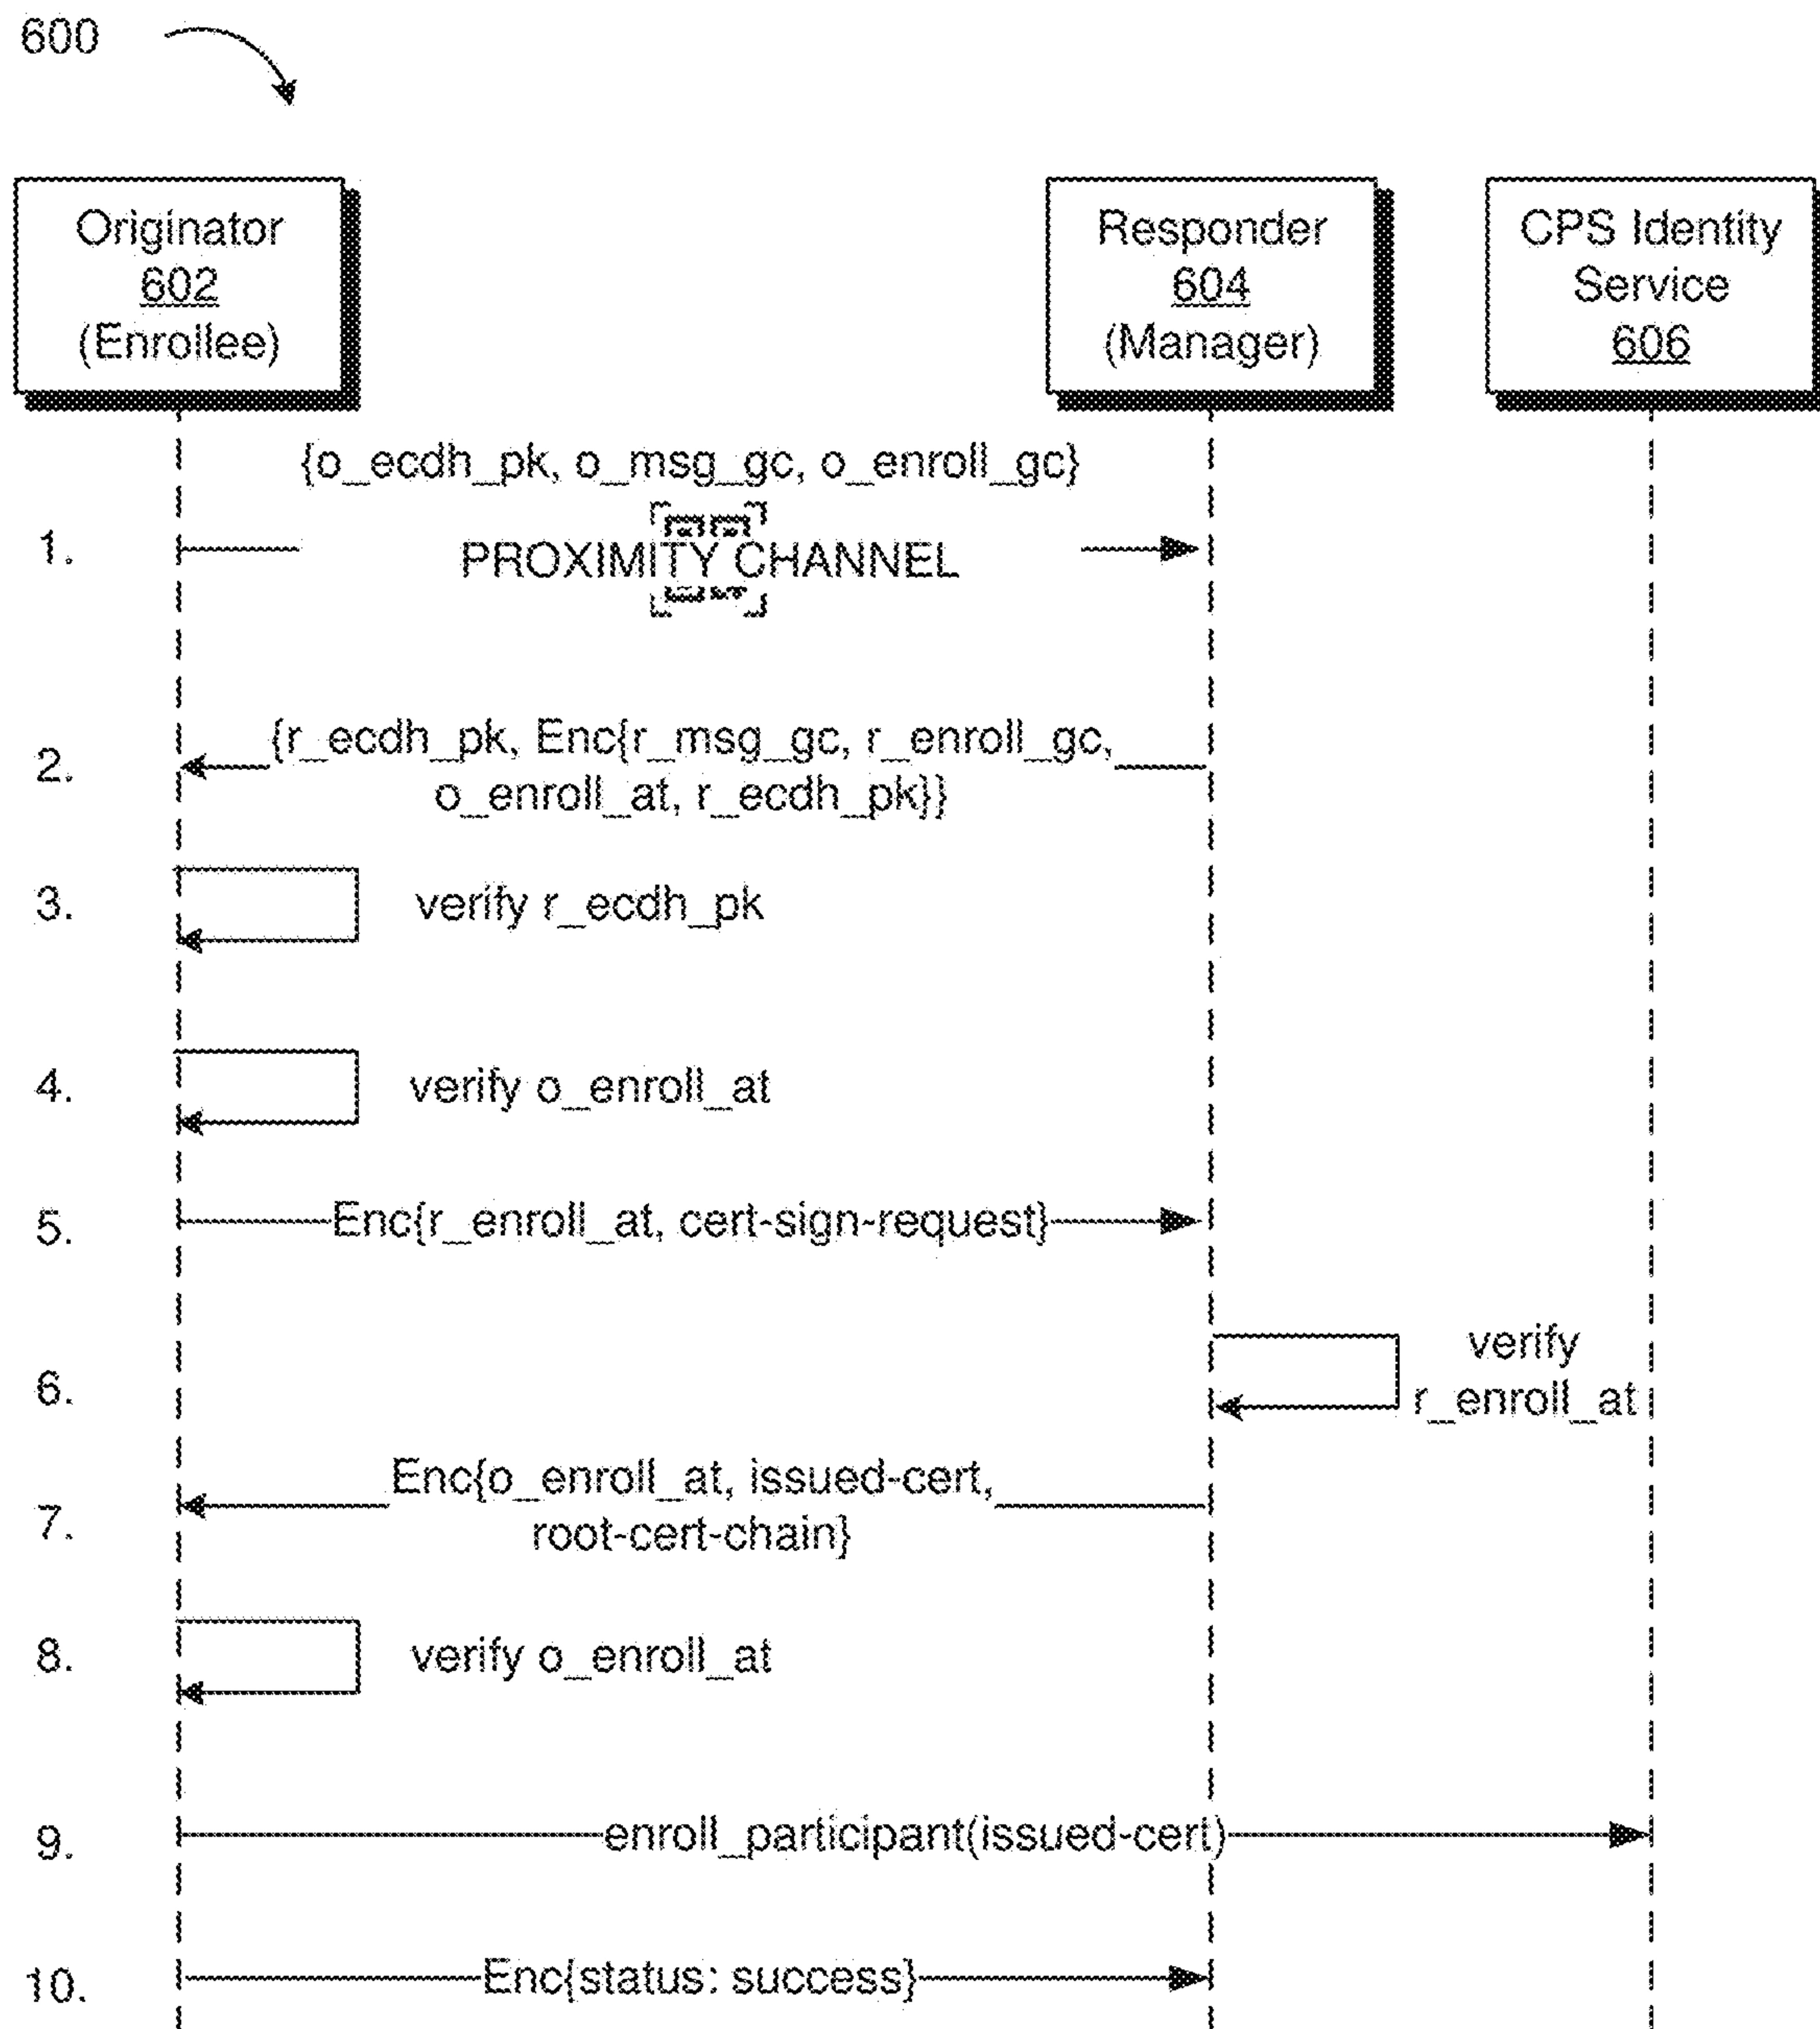 600
Originator
602
(Enrollee)
Responder
604
(Manager)
CPS Identity
Service
606
{o_ecdh_pk, o_msg_gc, o_enroll_gc}
1.
PROXIMITY CHANNEL
2.
{r_ecdh_pk, Enc{r_msg_gc, r_enroll_gc,
o_enroll_at, r_ecdh_pk}}
3.
verify r_ecdh_pk
4.
verify o_enroll_at
5.
Enc{r_enroll_at, cert-sign-request}
6.
verify
r_enroll_at
7.
Enc{o_enroll_at, issued-cert,
root-cert-chain}
8.
verify o_enroll_at
9.
enroll_participant(issued-cert)
10.
Enc{status: success}